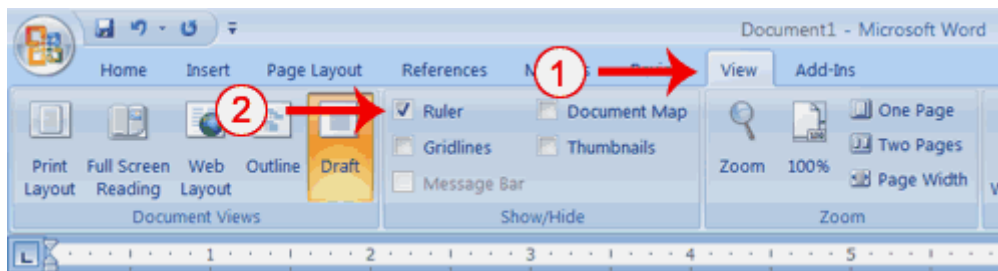 Document1 - Microsoft Word
Home Insert Page Layout References View Add-Ins
1
2
Ruler Document Map One Page
Gridlines Thumbnails Two Pages
Print Full Screen Web Outline Draft Message Bar Zoom 100% Page Width
Layout Reading Layout
Document Views Show/Hide Zoom
L 1 2 3 4 5